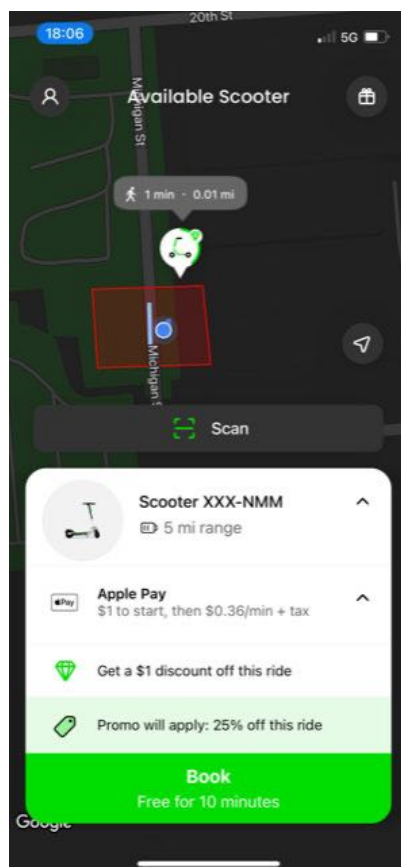 20th St
18:06
5G
Available Scooter
Michigan St
1 min - 0.01 mi
Michigan S
Scan
Scooter XXX-NMM
5 mi range
Pay
Apple Pay
$1 to start, then $0.36/min + tax
Get a $1 discount off this ride
Promo will apply: 25% off this ride
Book
Free for 10 minutes
Google